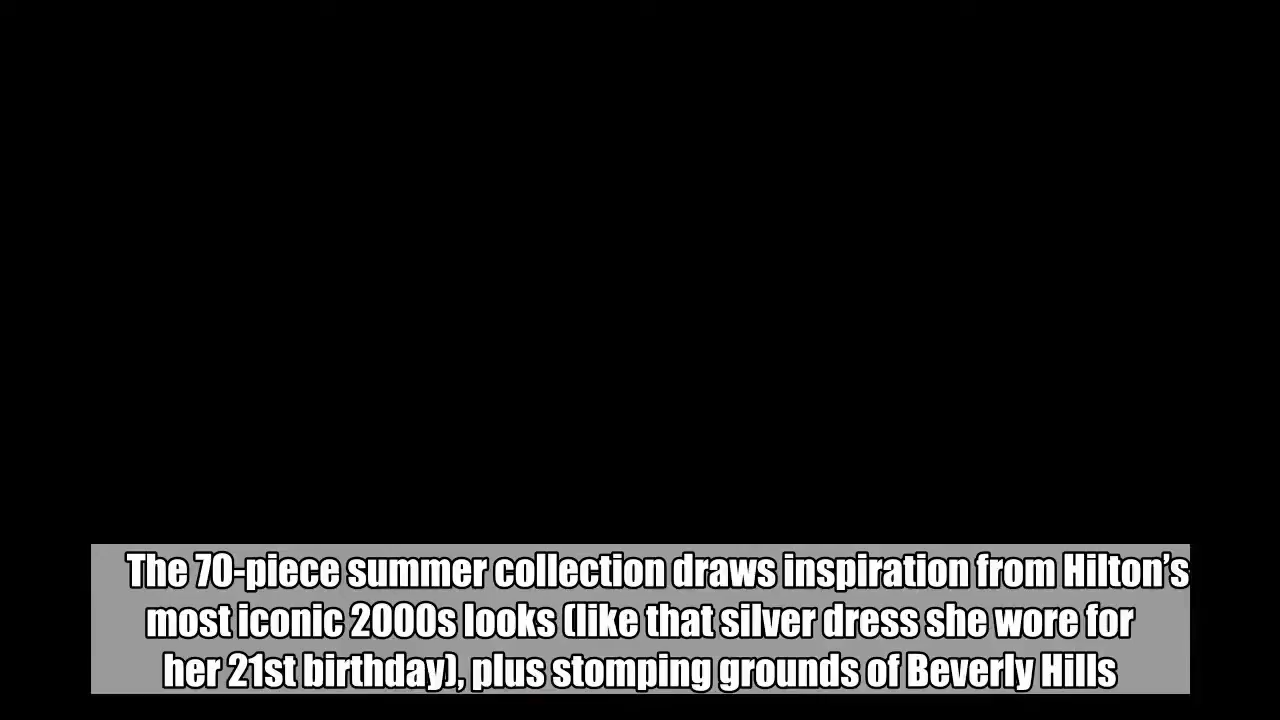 The 70-piece summer collection draws inspiration from Hilton’s
most iconic 2000s looks (like that silver dress she wore for
her 21st birthday), plus stomping grounds of Beverly Hills